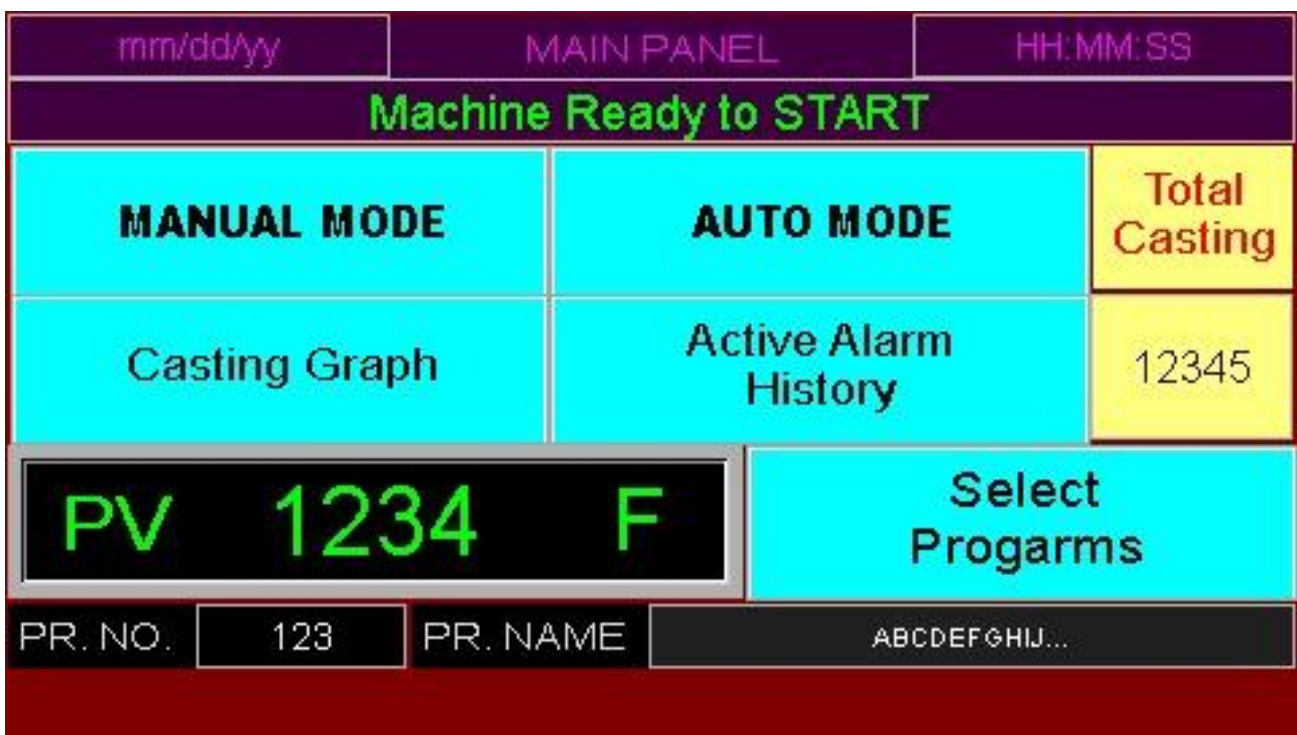 mm/dd/yy MAIN PANEL HH:MM:SS
Machine Ready to START
MANUAL MODE
AUTO MODE
Total
Casting
Casting Graph
Active Alarm
History
12345
PV 1234 F
Select
Progarms
PR. NO. 123 PR. NAME ABCDEFGHIJ...